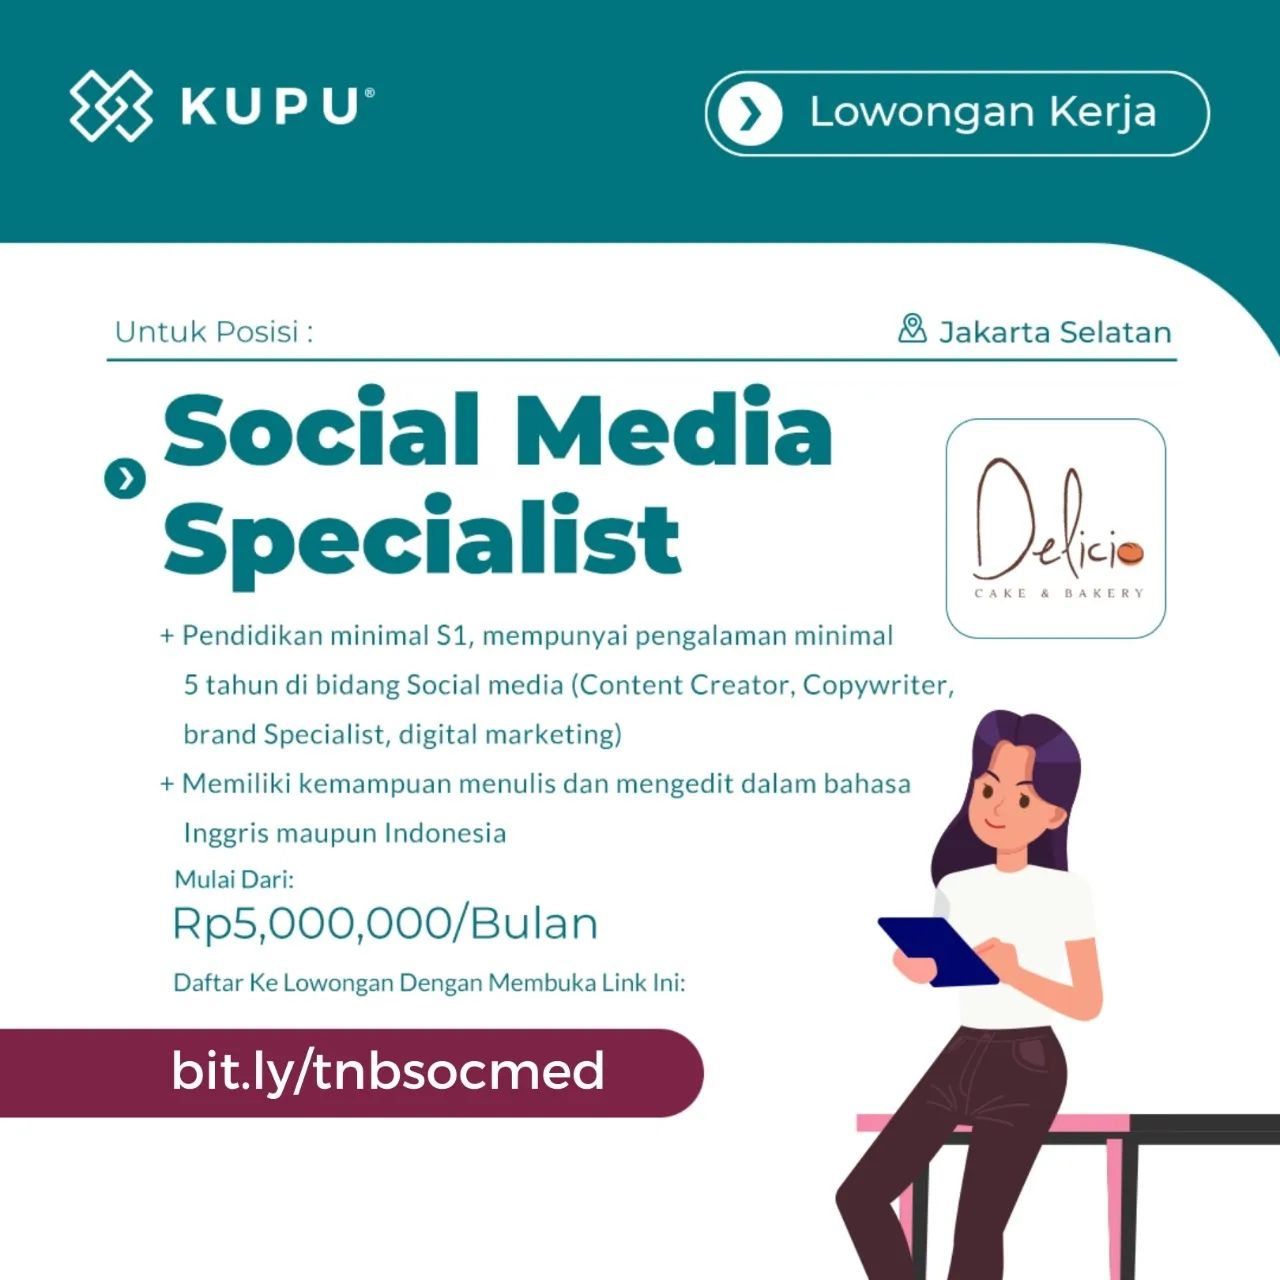 KUPU®
Lowongan Kerja
Untuk Posisi :
Jakarta Selatan
Social Media
Specialist
Delicio
CAKE & BAKERY
+ Pendidikan minimal S1, mempunyai pengalaman minimal
5 tahun di bidang Social media (Content Creator, Copywriter,
brand Specialist, digital marketing)
+ Memiliki kemampuan menulis dan mengedit dalam bahasa
Inggris maupun Indonesia
Mulai Dari:
Rp5,000,000/Bulan
Daftar Ke Lowongan Dengan Membuka Link Ini:
bit.ly/tnbsocmed